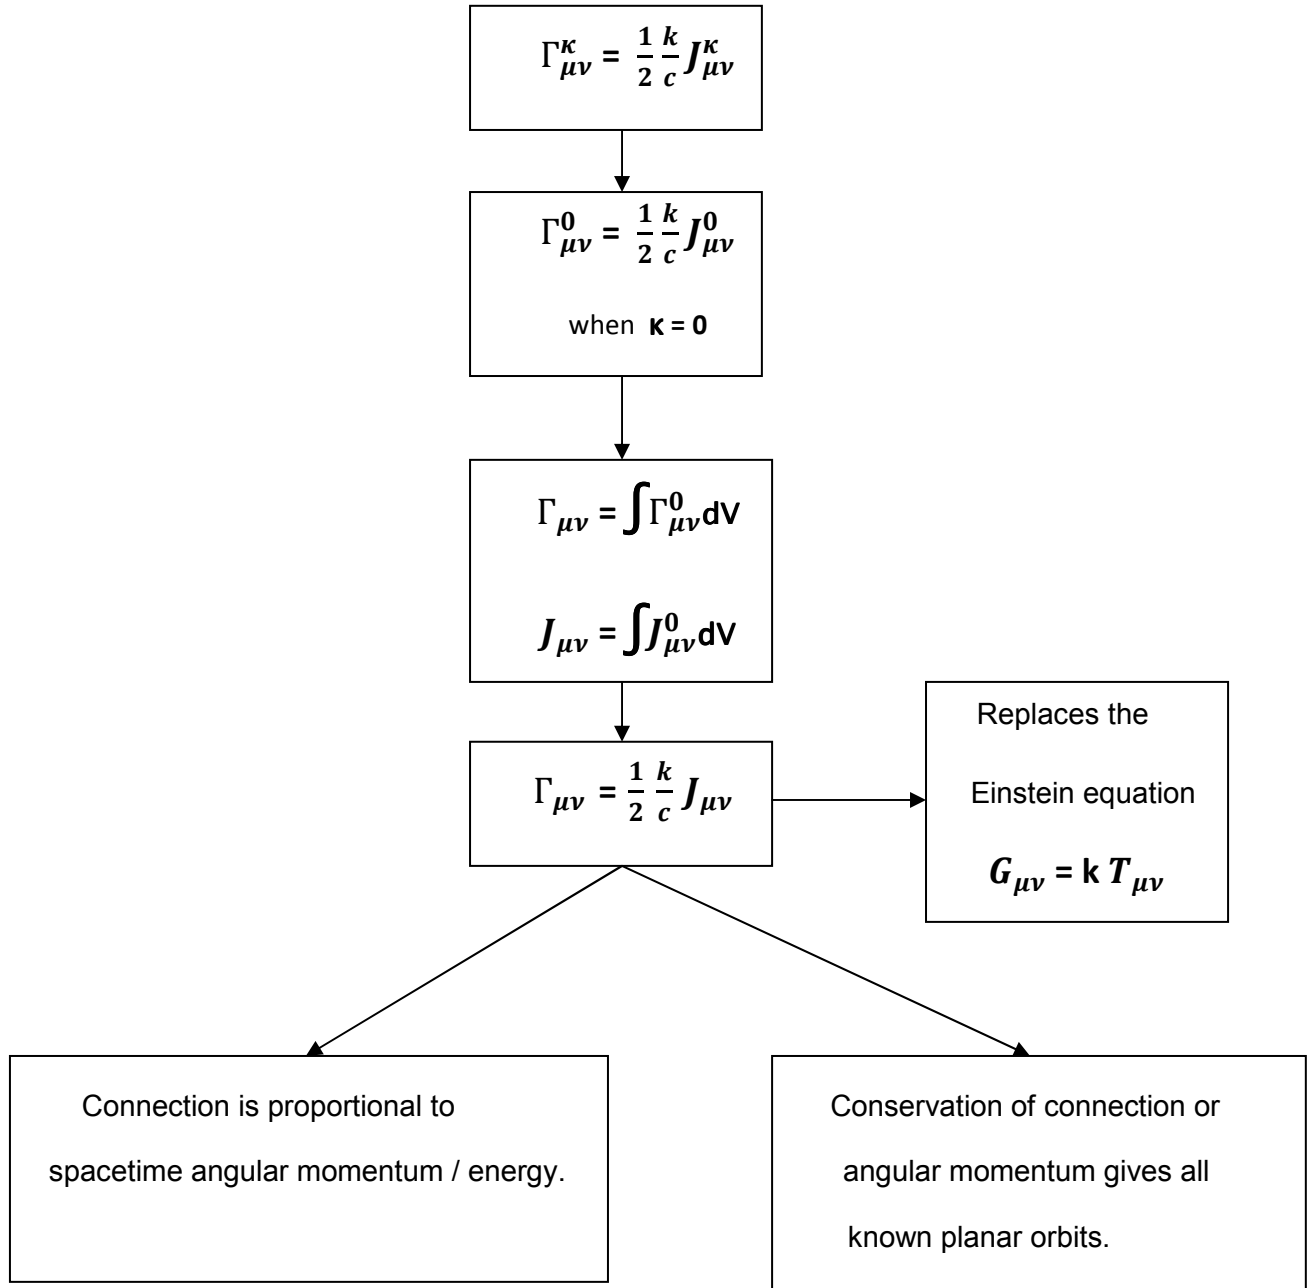 Γ^κ_μν = 1/2 k/c J^κ_μν
Γ^0_μν = 1/2 k/c J^0_μν
when κ = 0
Γ_μν = ∫Γ^0_μν dV
J_μν = ∫J^0_μν dV
Γ_μν = 1/2 k/c J_μν
Replaces the
Einstein equation
G_μν = k T_μν
Connection is proportional to
spacetime angular momentum / energy.
Conservation of connection or
angular momentum gives all
known planar orbits.